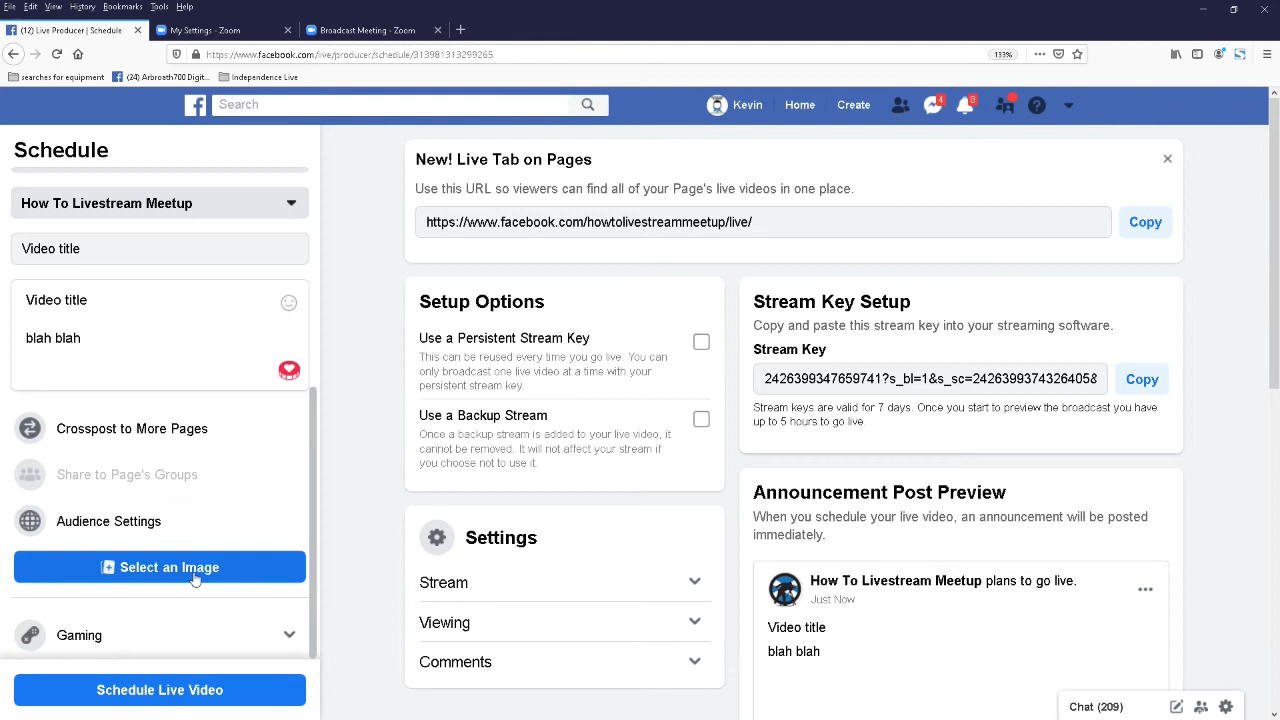 File Edit View History Bookmarks Tools Help
(12) Live Producer | Schedule
My Settings - Zoom
Broadcast Meeting - Zoom
https://www.facebook.com/live/producer/schedule/313981313299265
133%
searches for equipment
(24) Arbroath700 Digit...
Independence Live
Search
Kevin
Home
Create
4
8
Schedule
How To Livestream Meetup
Video title
Video title
blah blah
Crosspost to More Pages
Share to Page's Groups
Audience Settings
Select an Image
Gaming
Schedule Live Video
New! Live Tab on Pages
Use this URL so viewers can find all of your Page's live videos in one place.
https://www.facebook.com/howtolivestreammeetup/live/
Copy
Setup Options
Use a Persistent Stream Key
This can be reused every time you go live. You can
only broadcast one live video at a time with your
persistent stream key.
Use a Backup Stream
Once a backup stream is added to your live video, it
cannot be removed. It will not affect your stream if
you choose not to use it.
Settings
Stream
Viewing
Comments
Stream Key Setup
Copy and paste this stream key into your streaming software.
Stream Key
2426399347659741?s_bl=1&s_sc=24263993743264058
Copy
Stream keys are valid for 7 days. Once you start to preview the broadcast you have
up to 5 hours to go live.
Announcement Post Preview
When you schedule your live video, an announcement will be posted
immediately.
How To Livestream Meetup plans to go live.
Just Now
Video title
blah blah
Chat (209)